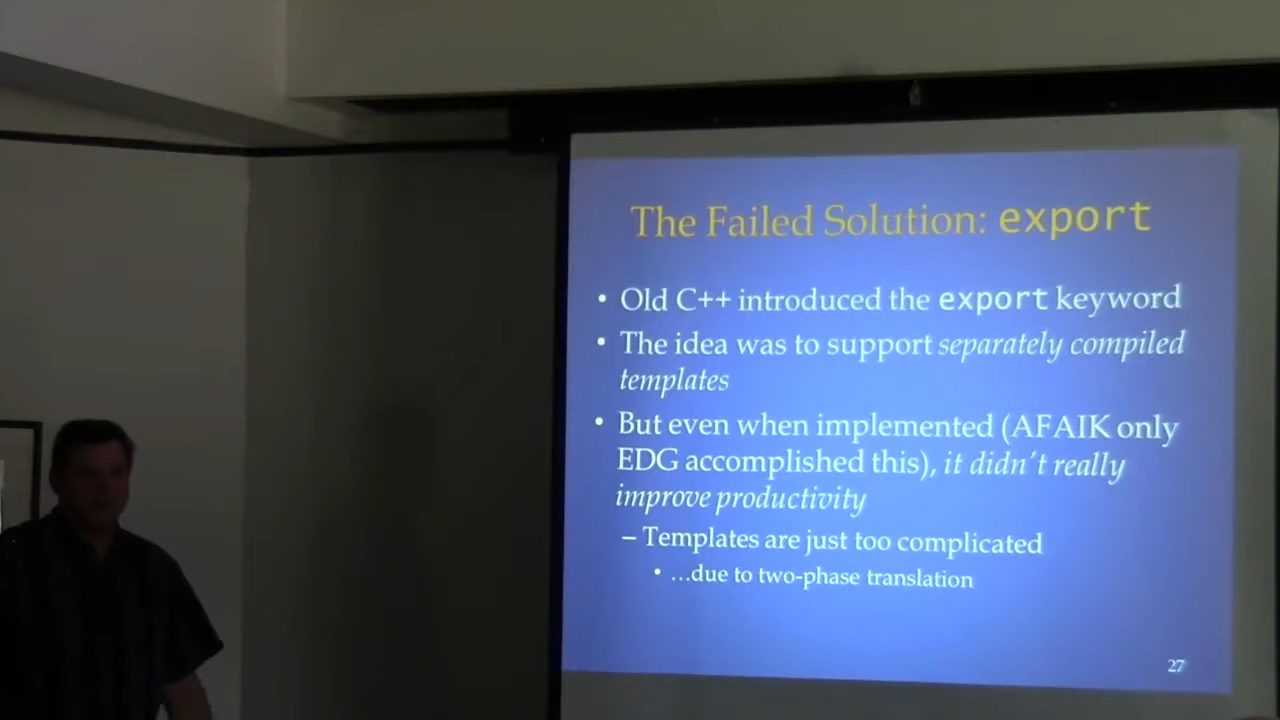 The Failed Solution: export
• Old C++ introduced the export keyword
• The idea was to support separately compiled
templates
• But even when implemented (AFAIK only
EDG accomplished this), it didn't really
improve productivity
– Templates are just too complicated
• …due to two-phase translation
27